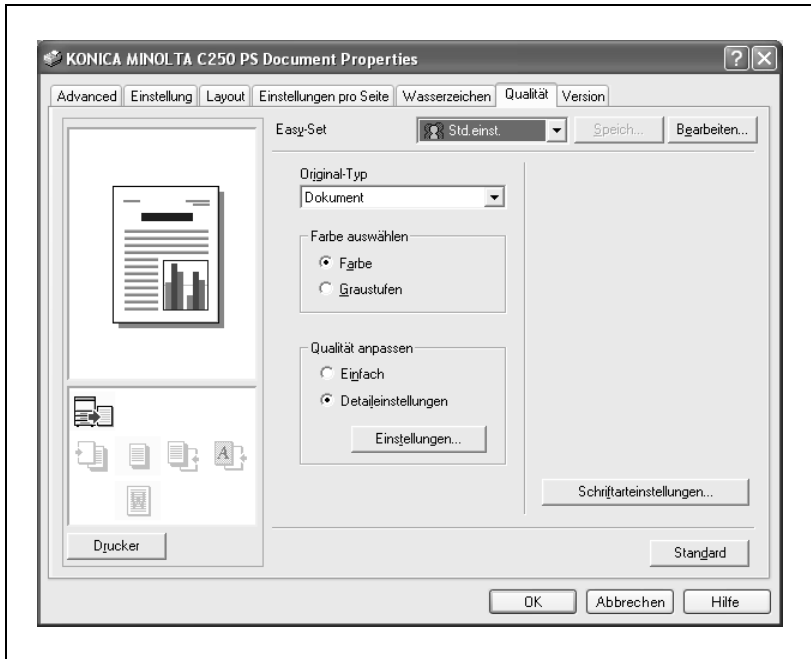 KONICA MINOLTA C250 PS Document Properties
Advanced Einstellung Layout Einstellungen pro Seite Wasserzeichen Qualität Version
Easy-Set Std.einst. Speich... Bearbeiten...
Original-Typ
Dokument
Farbe auswählen
Farbe
Graustufen
Qualität anpassen
Einfach
Detaileinstellungen
Einstellungen...
Schriftarteinstellungen...
Drucker
Standard
OK Abbrechen Hilfe